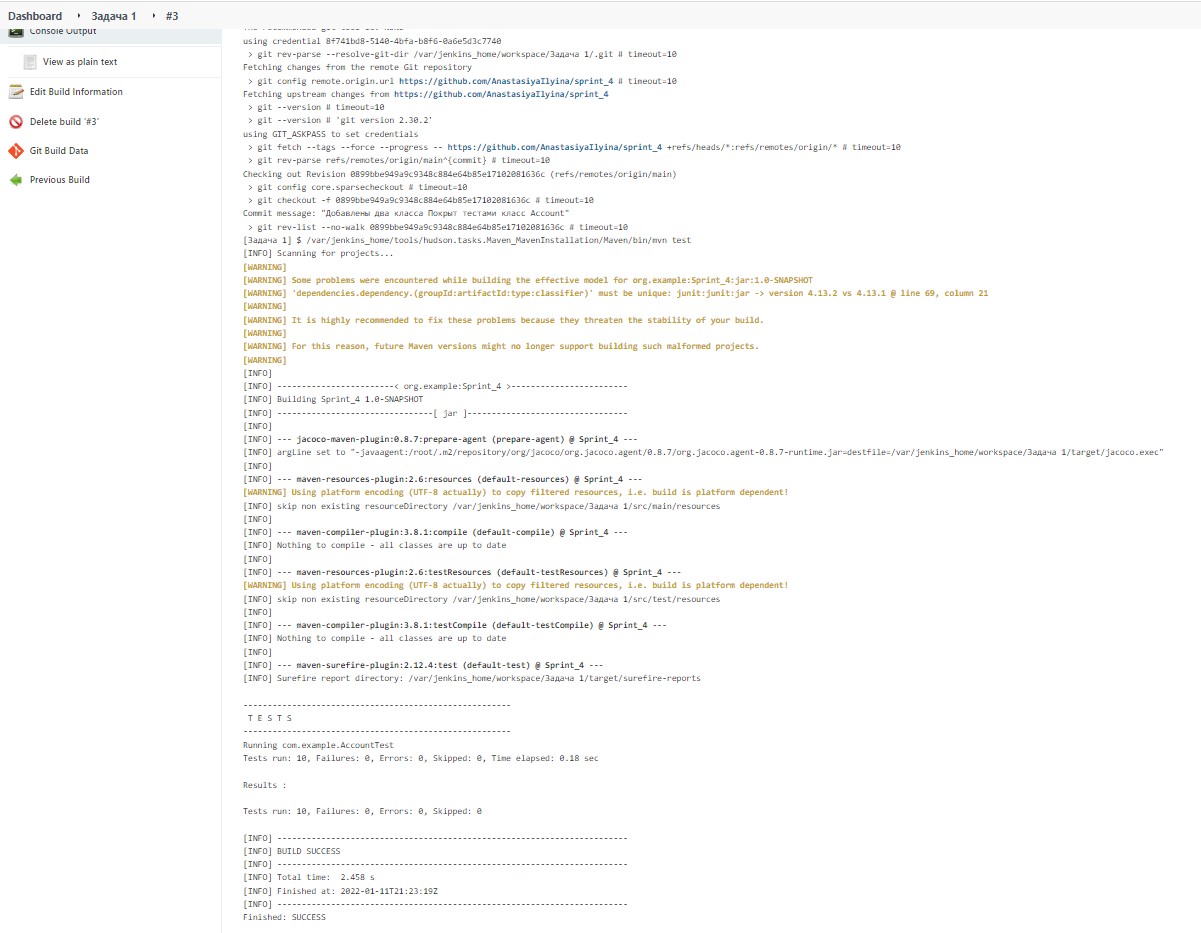 Dashboard › Задача 1 › #3
Console Output
View as plain text
Edit Build Information
Delete build '#3'
Git Build Data
Previous Build
using credential 8f741bd8-5140-4bfa-b8f6-0a6e5d3c7740
> git rev-parse --resolve-git-dir /var/jenkins_home/workspace/Задача 1/.git # timeout=10
Fetching changes from the remote Git repository
> git config remote.origin.url https://github.com/AnastasiyaIlyina/sprint_4 # timeout=10
Fetching upstream changes from https://github.com/AnastasiyaIlyina/sprint_4
> git --version # timeout=10
> git --version # 'git version 2.30.2'
using GIT_ASKPASS to set credentials
> git fetch --tags --force --progress -- https://github.com/AnastasiyaIlyina/sprint_4 +refs/heads/*:refs/remotes/origin/* # timeout=10
> git rev-parse refs/remotes/origin/main^{commit} # timeout=10
Checking out Revision 0899bbe949a9c9348c884e64b85e17102081636c (refs/remotes/origin/main)
> git config core.sparsecheckout # timeout=10
> git checkout -f 0899bbe949a9c9348c884e64b85e17102081636c # timeout=10
Commit message: "Добавлены два класса Покрыт тестами класс Account"
> git rev-list --no-walk 0899bbe949a9c9348c884e64b85e17102081636c # timeout=10
[Задача 1] $ /var/jenkins_home/tools/hudson.tasks.Maven_MavenInstallation/Maven/bin/mvn test
[INFO] Scanning for projects...
[WARNING]
[WARNING] Some problems were encountered while building the effective model for org.example:Sprint_4:jar:1.0-SNAPSHOT
[WARNING] 'dependencies.dependency.(groupId:artifactId:type:classifier)' must be unique: junit:junit:jar -> version 4.13.2 vs 4.13.1 @ line 69, column 21
[WARNING]
[WARNING] It is highly recommended to fix these problems because they threaten the stability of your build.
[WARNING]
[WARNING] For this reason, future Maven versions might no longer support building such malformed projects.
[WARNING]
[INFO]
[INFO] ------------------------< org.example:Sprint_4 >------------------------
[INFO] Building Sprint_4 1.0-SNAPSHOT
[INFO] --------------------------------[ jar ]---------------------------------
[INFO]
[INFO] --- jacoco-maven-plugin:0.8.7:prepare-agent (prepare-agent) @ Sprint_4 ---
[INFO] argLine set to "-javaagent:/root/.m2/repository/org/jacoco/org.jacoco.agent/0.8.7/org.jacoco.agent-0.8.7-runtime.jar=destfile=/var/jenkins_home/workspace/Задача 1/target/jacoco.exec"
[INFO]
[INFO] --- maven-resources-plugin:2.6:resources (default-resources) @ Sprint_4 ---
[WARNING] Using platform encoding (UTF-8 actually) to copy filtered resources, i.e. build is platform dependent!
[INFO] skip non existing resourceDirectory /var/jenkins_home/workspace/Задача 1/src/main/resources
[INFO]
[INFO] --- maven-compiler-plugin:3.8.1:compile (default-compile) @ Sprint_4 ---
[INFO] Nothing to compile - all classes are up to date
[INFO]
[INFO] --- maven-resources-plugin:2.6:testResources (default-testResources) @ Sprint_4 ---
[WARNING] Using platform encoding (UTF-8 actually) to copy filtered resources, i.e. build is platform dependent!
[INFO] skip non existing resourceDirectory /var/jenkins_home/workspace/Задача 1/src/test/resources
[INFO]
[INFO] --- maven-compiler-plugin:3.8.1:testCompile (default-testCompile) @ Sprint_4 ---
[INFO] Nothing to compile - all classes are up to date
[INFO]
[INFO] --- maven-surefire-plugin:2.12.4:test (default-test) @ Sprint_4 ---
[INFO] Surefire report directory: /var/jenkins_home/workspace/Задача 1/target/surefire-reports
-------------------------------------------------------
T E S T S
-------------------------------------------------------
Running com.example.AccountTest
Tests run: 10, Failures: 0, Errors: 0, Skipped: 0, Time elapsed: 0.18 sec
Results :
Tests run: 10, Failures: 0, Errors: 0, Skipped: 0
[INFO] ------------------------------------------------------------------------
[INFO] BUILD SUCCESS
[INFO] ------------------------------------------------------------------------
[INFO] Total time:  2.458 s
[INFO] Finished at: 2022-01-11T21:23:19Z
[INFO] ------------------------------------------------------------------------
Finished: SUCCESS